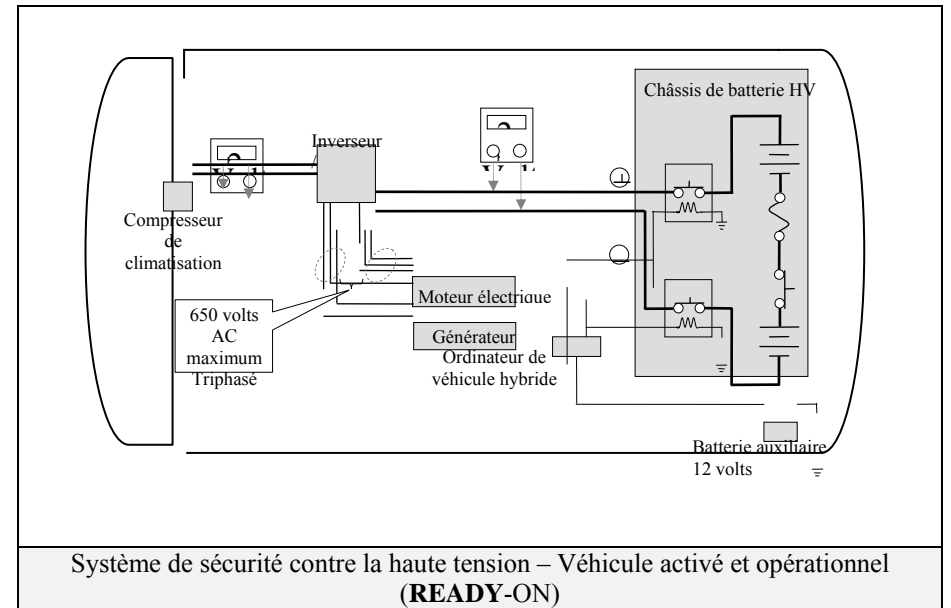 Châssis de batterie HV
Inverseur
Compresseur
de
climatisation
Moteur électrique
650 volts
AC
maximum
Triphasé
Générateur
Ordinateur de
véhicule hybride
Batterie auxiliaire
12 volts
Système de sécurité contre la haute tension – Véhicule activé et opérationnel
(READY-ON)